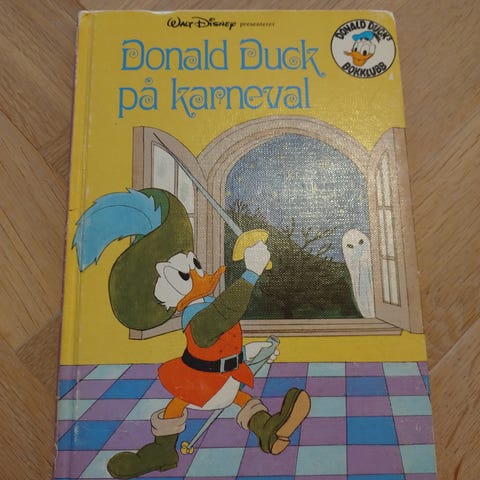 WALT DISNEY presenterer
Donald Duck
på karneval
DONALD DUCK'S
BOKKLUBB